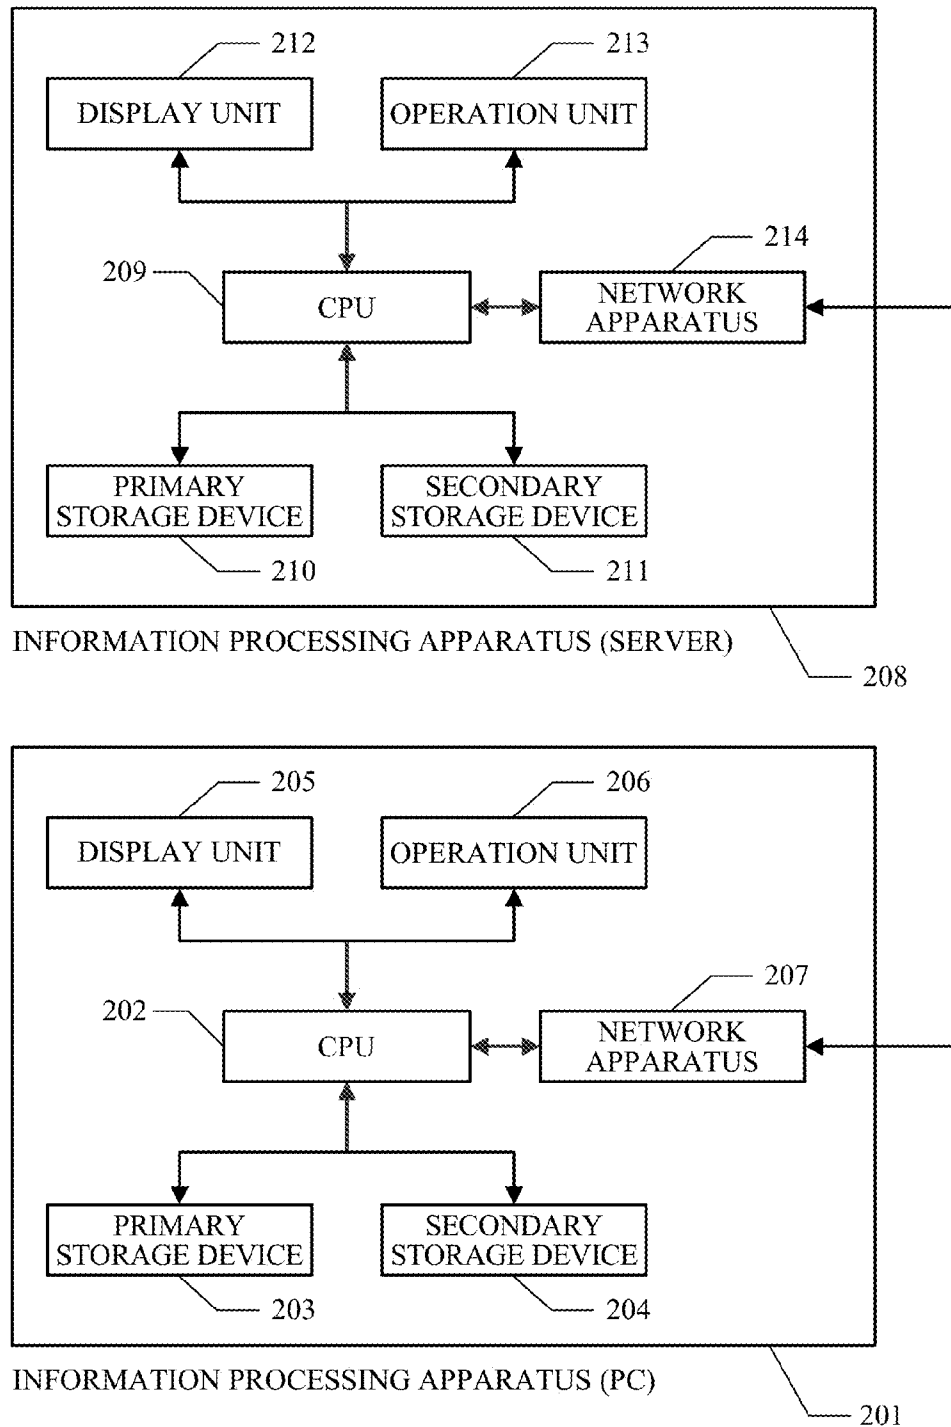 212
213
DISPLAY UNIT
OPERATION UNIT
214
209
CPU
NETWORK
APPARATUS
PRIMARY
STORAGE DEVICE
SECONDARY
STORAGE DEVICE
210
211
INFORMATION PROCESSING APPARATUS (SERVER)
208
205
206
DISPLAY UNIT
OPERATION UNIT
207
202
CPU
NETWORK
APPARATUS
PRIMARY
STORAGE DEVICE
SECONDARY
STORAGE DEVICE
203
204
INFORMATION PROCESSING APPARATUS (PC)
201